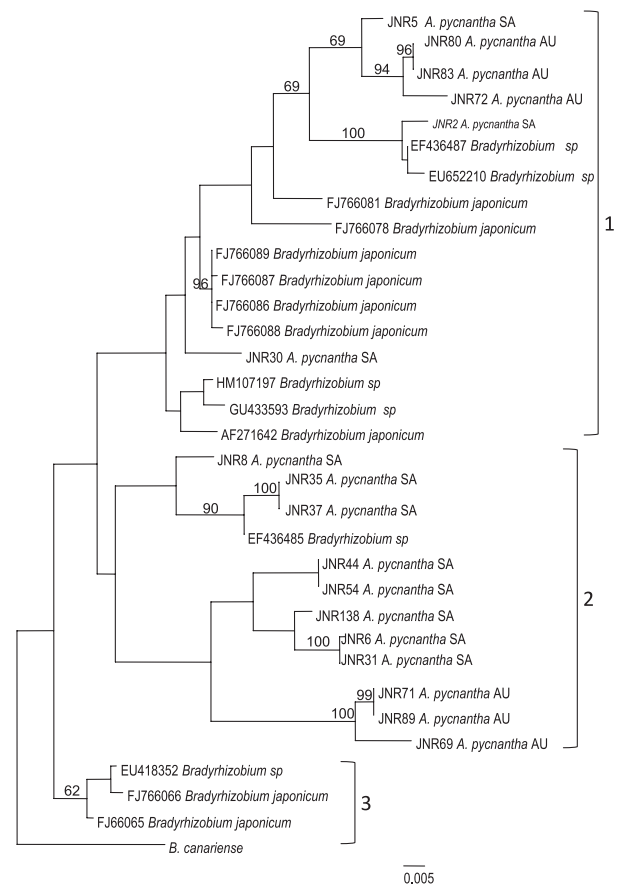 JNR5 A. pycnantha SA
69
JNR80 A. pycnantha AU
96
94
JNR83 A. pycnantha AU
69
JNR72 A. pycnantha AU
JNR2 A. pycnantha SA
100
EF436487 Bradyrhizobium sp
EU652210 Bradyrhizobium sp
FJ766081 Bradyrhizobium japonicum
1
FJ766078 Bradyrhizobium japonicum
FJ766089 Bradyrhizobium japonicum
96
FJ766087 Bradyrhizobium japonicum
FJ766086 Bradyrhizobium japonicum
FJ766088 Bradyrhizobium japonicum
JNR30 A. pycnantha SA
HM107197 Bradyrhizobium sp
GU433593 Bradyrhizobium sp
AF271642 Bradyrhizobium japonicum
JNR8 A. pycnantha SA
100
JNR35 A. pycnantha SA
90
JNR37 A. pycnantha SA
EF436485 Bradyrhizobium sp
JNR44 A. pycnantha SA
JNR54 A. pycnantha SA
2
JNR138 A. pycnantha SA
100
JNR6 A. pycnantha SA
JNR31 A. pycnantha SA
99
JNR71 A. pycnantha AU
100
JNR89 A. pycnantha AU
JNR69 A. pycnantha AU
EU418352 Bradyrhizobium sp
62
FJ766066 Bradyrhizobium japonicum
3
FJ66065 Bradyrhizobium japonicum
B. canariense
0.005